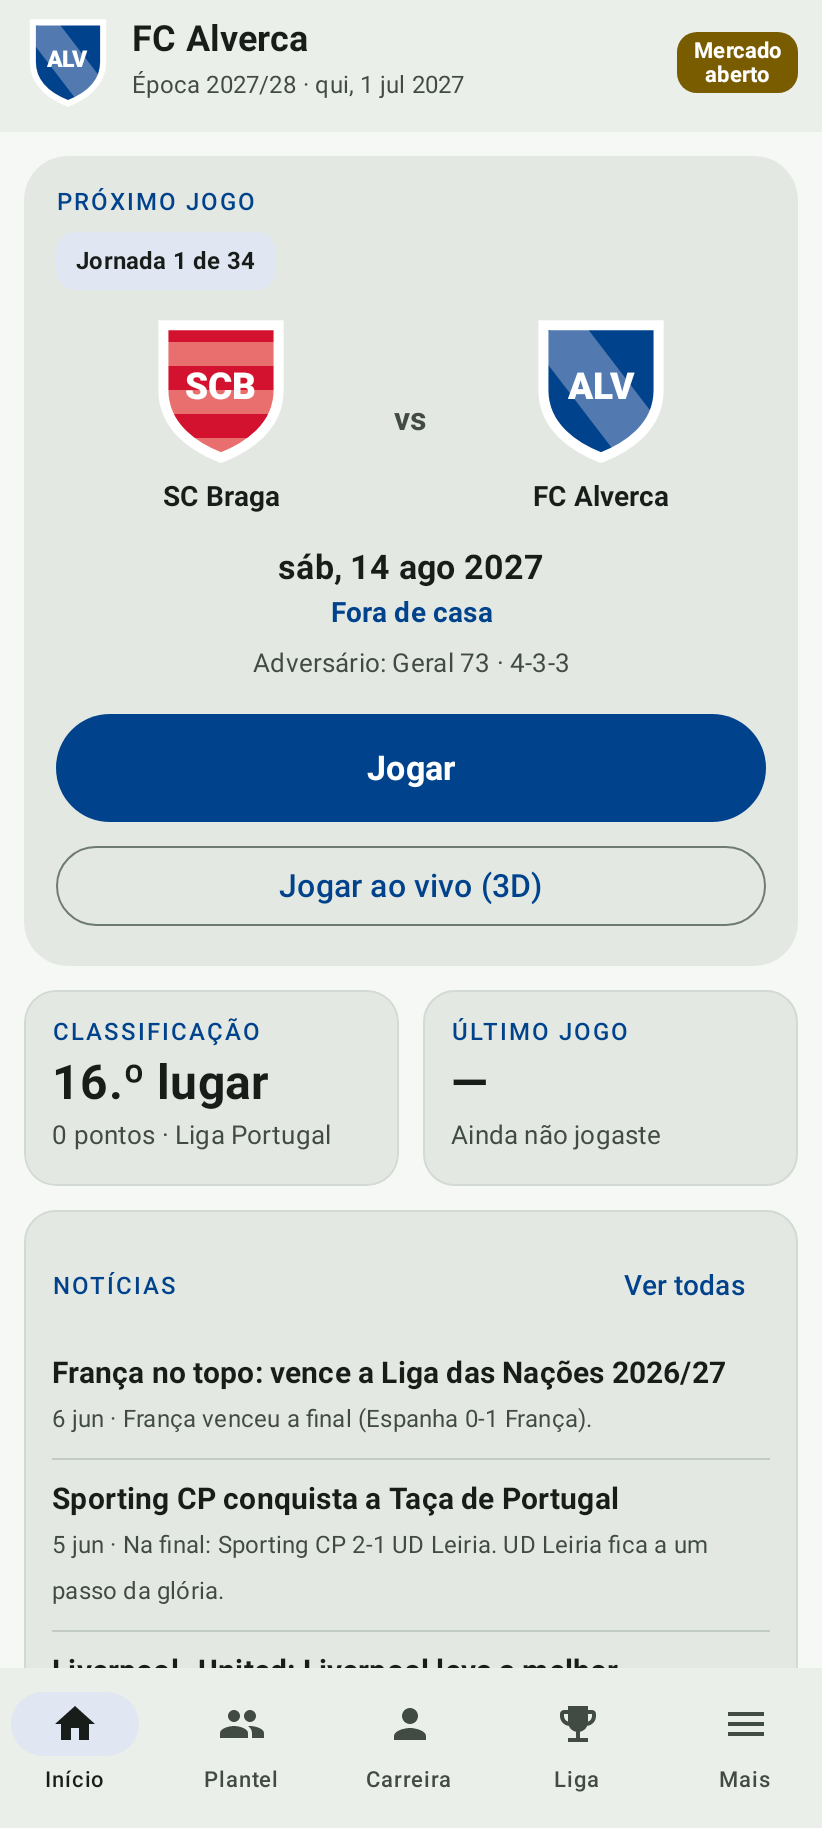 ALV
FC Alverca
Época 2027/28 · qui, 1 jul 2027
Mercado
aberto
PRÓXIMO JOGO
Jornada 1 de 34
SCB
vs
ALV
SC Braga
FC Alverca
sáb, 14 ago 2027
Fora de casa
Adversário: Geral 73 · 4-3-3
Jogar
Jogar ao vivo (3D)
CLASSIFICAÇÃO
16.º lugar
0 pontos · Liga Portugal
ÚLTIMO JOGO
—
Ainda não jogaste
NOTÍCIAS
Ver todas
França no topo: vence a Liga das Nações 2026/27
6 jun · França venceu a final (Espanha 0-1 França).
Sporting CP conquista a Taça de Portugal
5 jun · Na final: Sporting CP 2-1 UD Leiria. UD Leiria fica a um
passo da glória.
Início
Plantel
Carreira
Liga
Mais